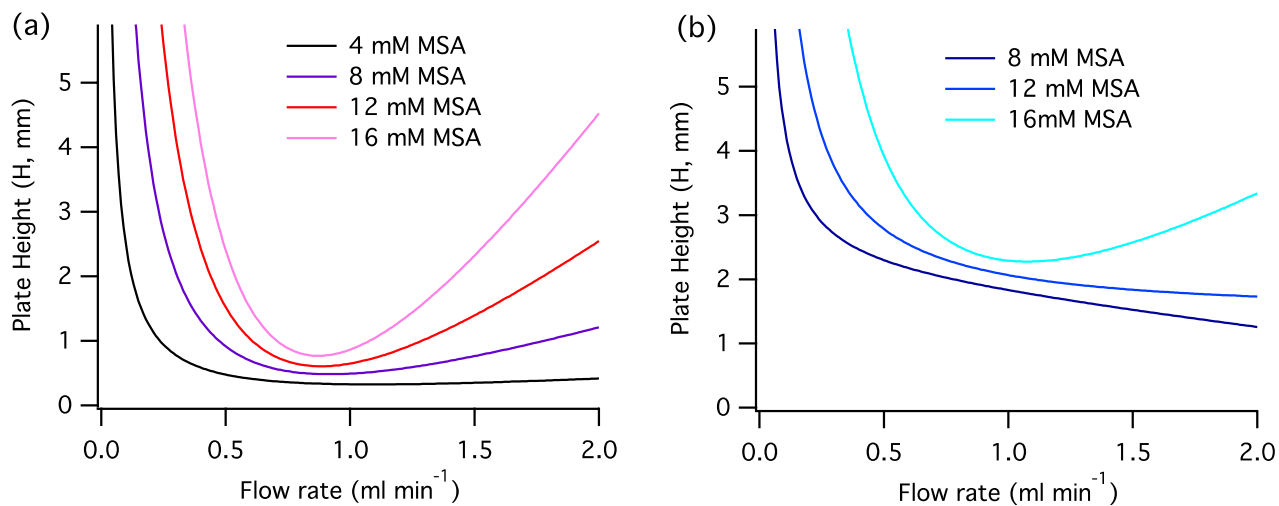 (a)
4 mM MSA
8 mM MSA
12 mM MSA
16 mM MSA
Plate Height (H, mm)
5
4
3
2
1
0
0.0 0.5 1.0 1.5 2.0
Flow rate (ml min⁻¹)
(b)
8 mM MSA
12 mM MSA
16mM MSA
Plate Height (H, mm)
5
4
3
2
1
0
0.0 0.5 1.0 1.5 2.0
Flow rate (ml min⁻¹)